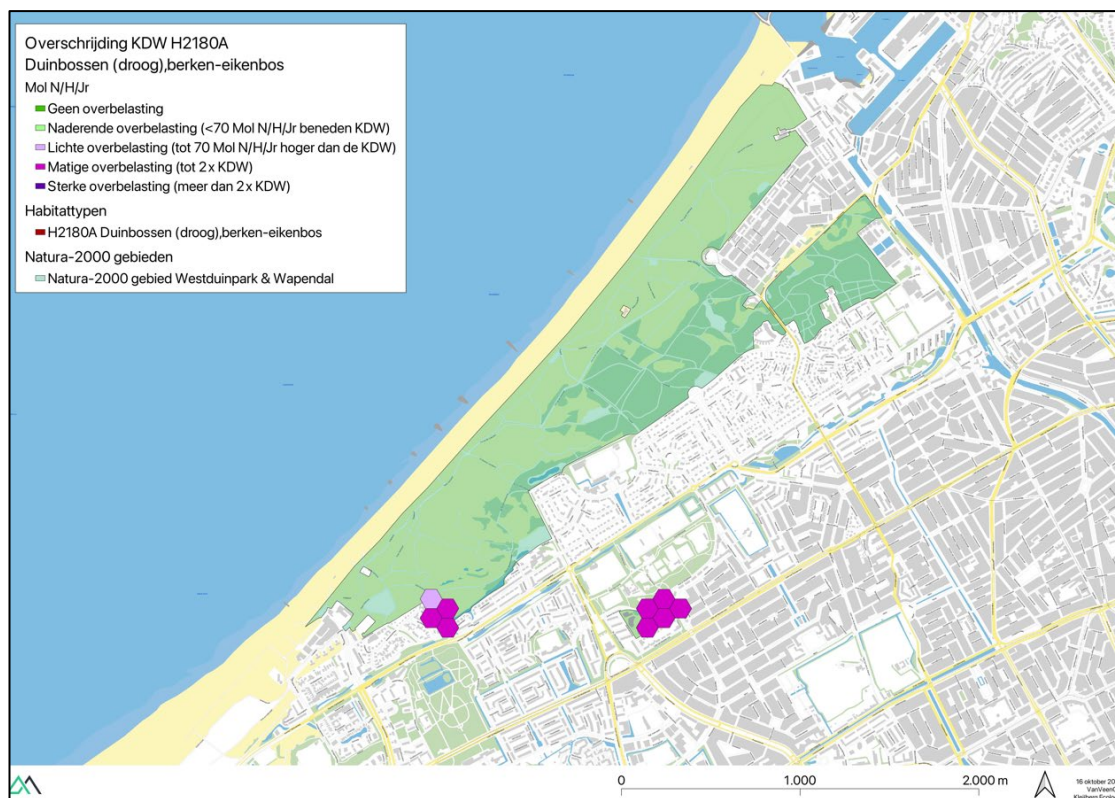 Overschrijding KDW H2180A
Duinbossen (droog),berken-eikenbos
Mol N/H/Jr
Geen overbelasting
Naderende overbelasting (<70 Mol N/H/Jr beneden KDW)
Lichte overbelasting (tot 70 Mol N/H/Jr hoger dan de KDW)
Matige overbelasting (tot 2x KDW)
Sterke overbelasting (meer dan 2x KDW)
Habitattypen
H2180A Duinbossen (droog),berken-eikenbos
Natura-2000 gebieden
Natura-2000 gebied Westduinpark & Wapendal
0 1.000 2.000 m
16 oktober 20